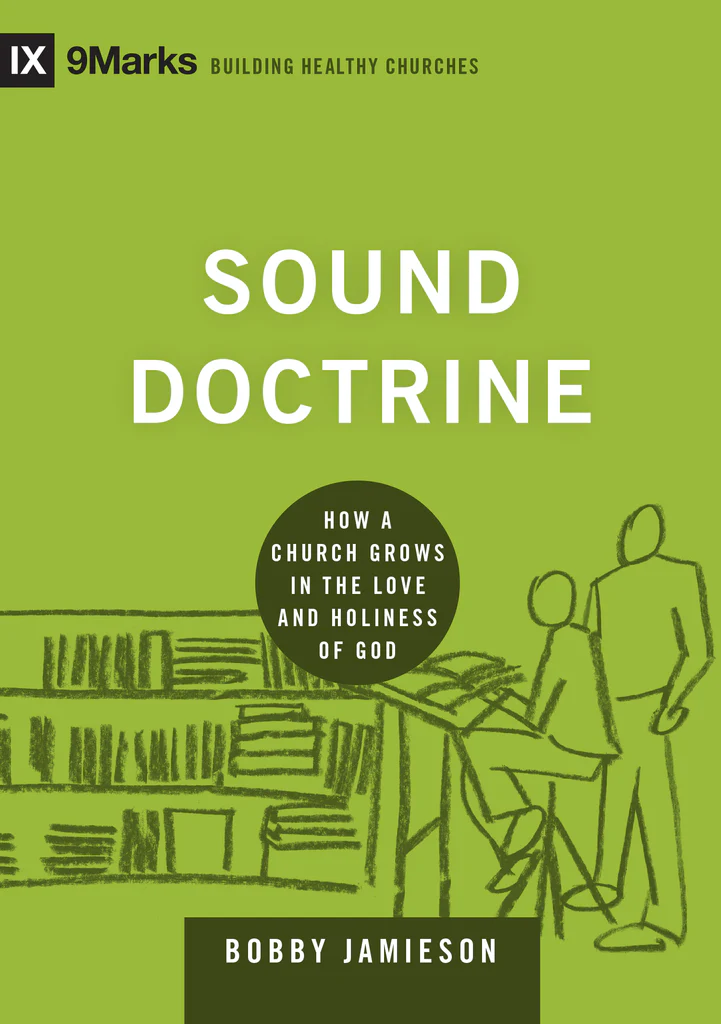 IX 9Marks BUILDING HEALTHY CHURCHES
SOUND
DOCTRINE
HOW A
CHURCH GROWS
IN THE LOVE
AND HOLINESS
OF GOD
BOBBY JAMIESON